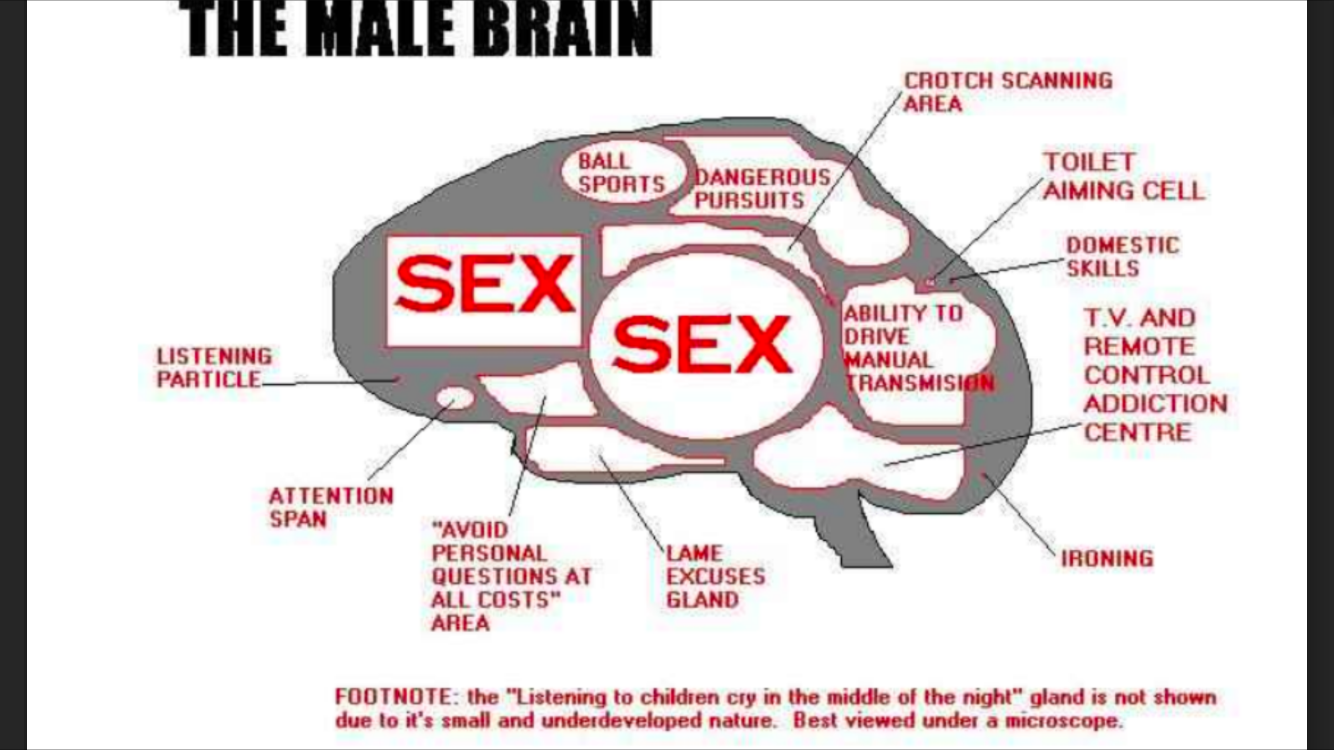 THE MALE BRAIN
CROTCH SCANNING
AREA
BALL
SPORTS
DANGEROUS
PURSUITS
TOILET
AIMING CELL
DOMESTIC
SKILLS
SEX
SEX
ABILITY TO
DRIVE
MANUAL
TRANSMISION
T.V. AND
REMOTE
CONTROL
ADDICTION
CENTRE
LISTENING
PARTICLE
ATTENTION
SPAN
"AVOID
PERSONAL
QUESTIONS AT
ALL COSTS"
AREA
LAME
EXCUSES
GLAND
IRONING
FOOTNOTE: the "Listening to children cry in the middle of the night" gland is not shown
due to it's small and underdeveloped nature. Best viewed under a microscope.